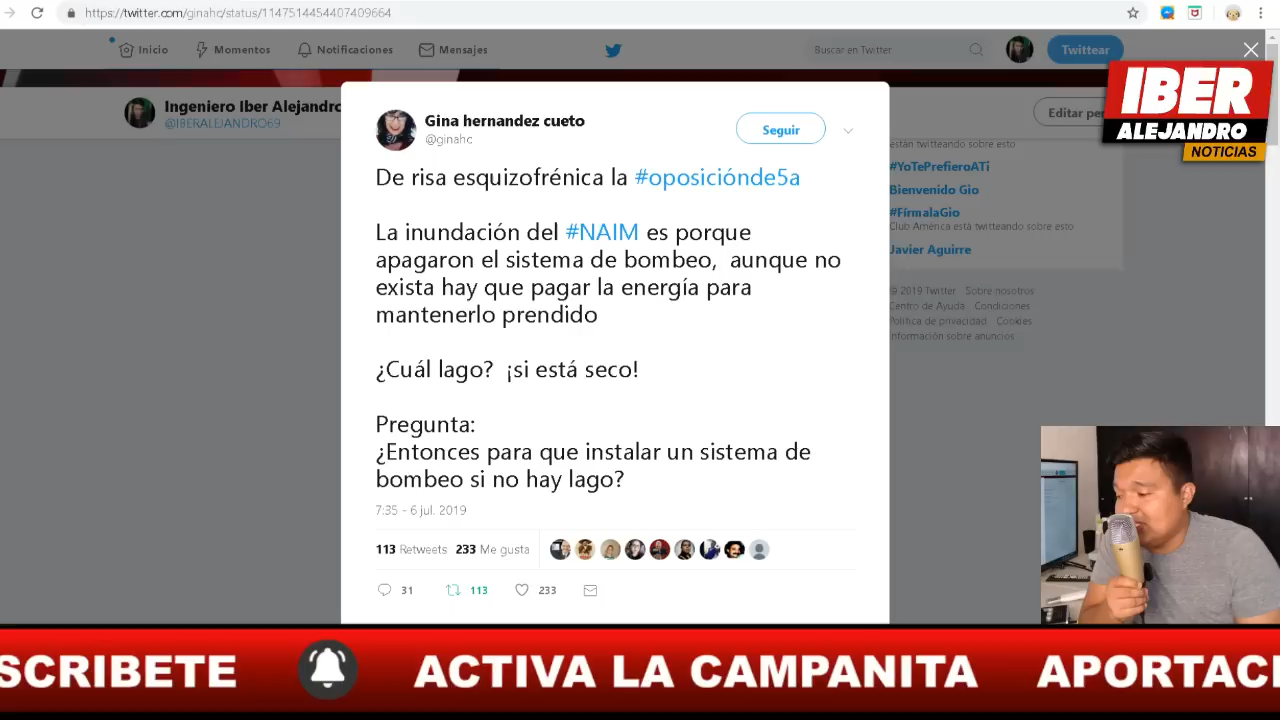 https://twitter.com/ginahc/status/1147514454407409664
Inicio
Momentos
Notificaciones
Mensajes
Buscar en Twitter
Twittear
Ingeniero Iber Alejandro
@IBERALEJANDRO69
Editar per
IBER
ALEJANDRO
NOTICIAS
Gina hernandez cueto
@ginahc
Seguir
De risa esquizofrénica la #oposiciónde5a
La inundación del #NAIM es porque
apagaron el sistema de bombeo, aunque no
exista hay que pagar la energía para
mantenerlo prendido
¿Cuál lago? ¡si está seco!
Pregunta:
¿Entonces para que instalar un sistema de
bombeo si no hay lago?
7:35 - 6 jul. 2019
113 Retweets 233 Me gusta
31 113 233
están twitteando sobre esto
#YoTePrefieroATi
Bienvenido Gio
#FírmalaGio
Club América está twitteando sobre esto
Javier Aguirre
© 2019 Twitter Sobre nosotros
Centro de Ayuda Condiciones
Política de privacidad Cookies
Información sobre anuncios
SCRIBETE
ACTIVA LA CAMPANITA
APORTACI